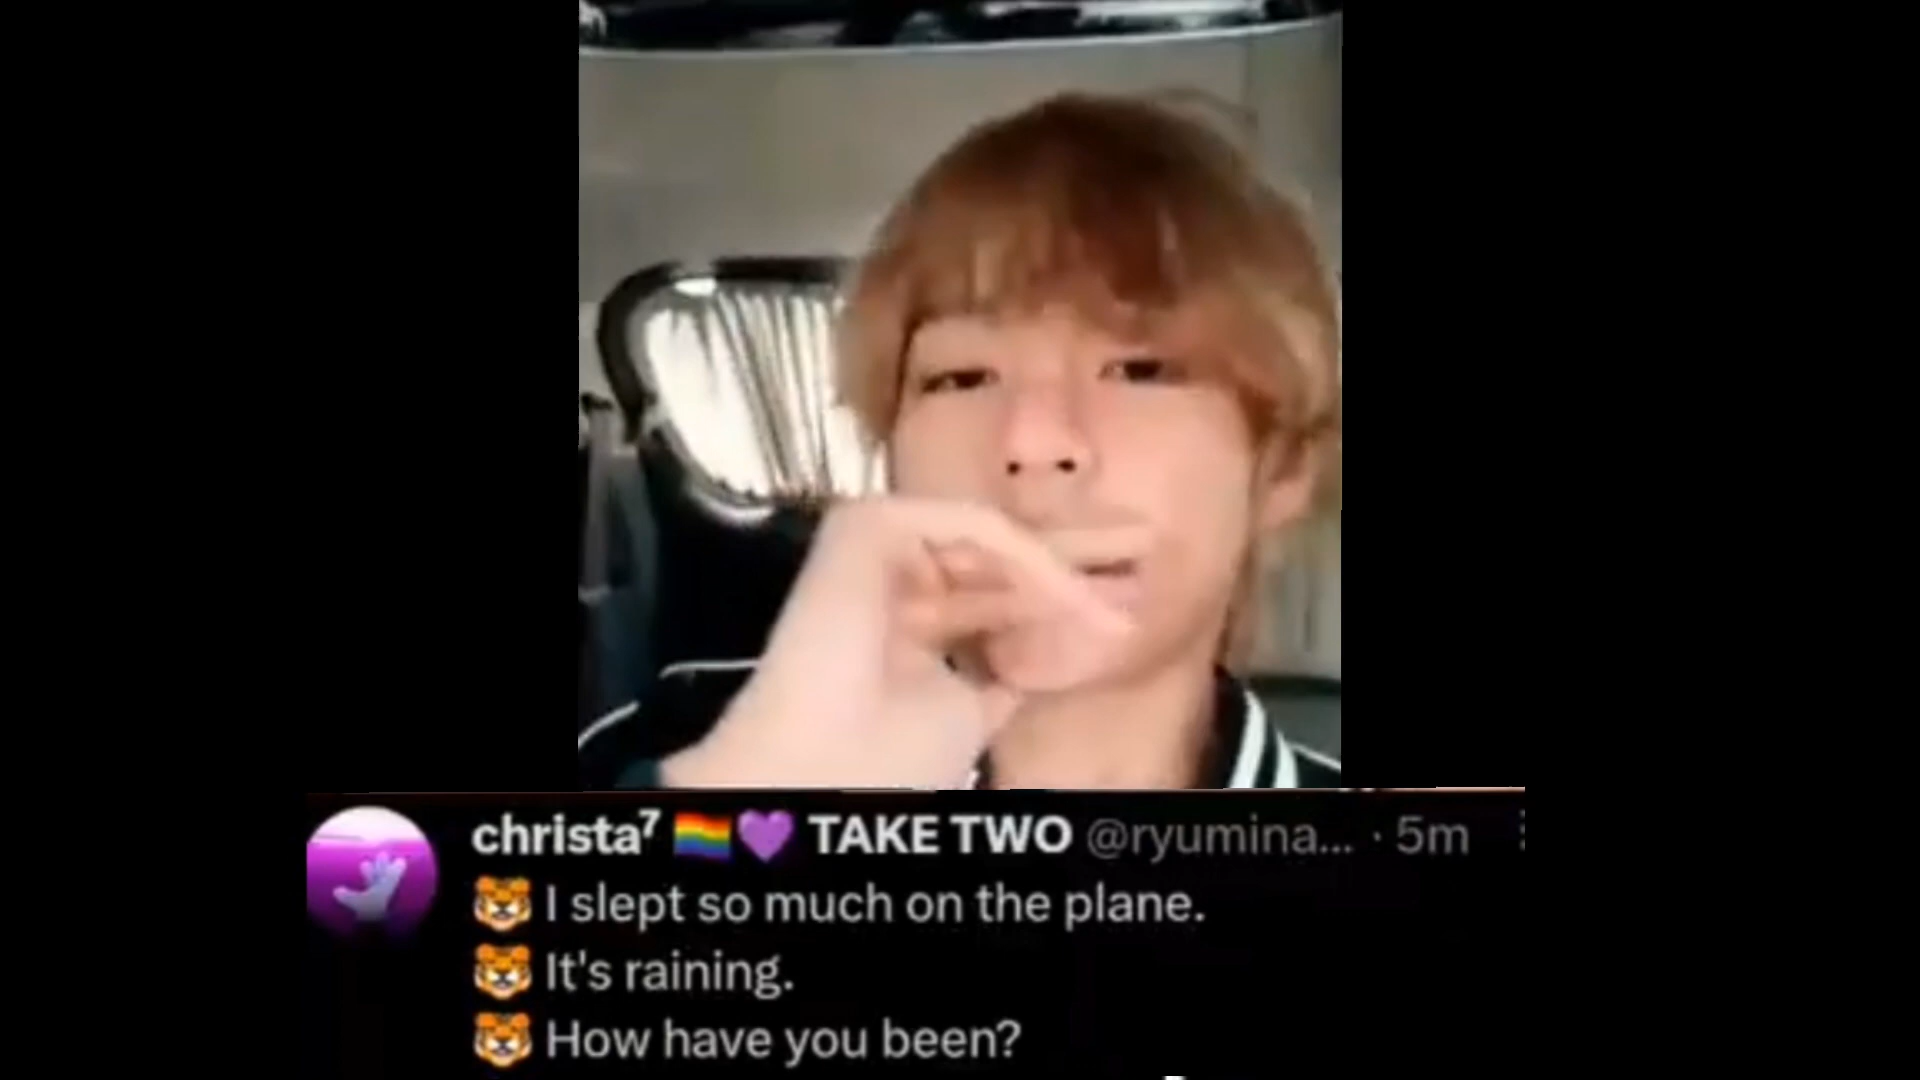 christa⁷ 🏳️‍🌈💜 TAKE TWO @ryumina... · 5m
🐯 I slept so much on the plane.
🐯 It's raining.
🐯 How have you been?